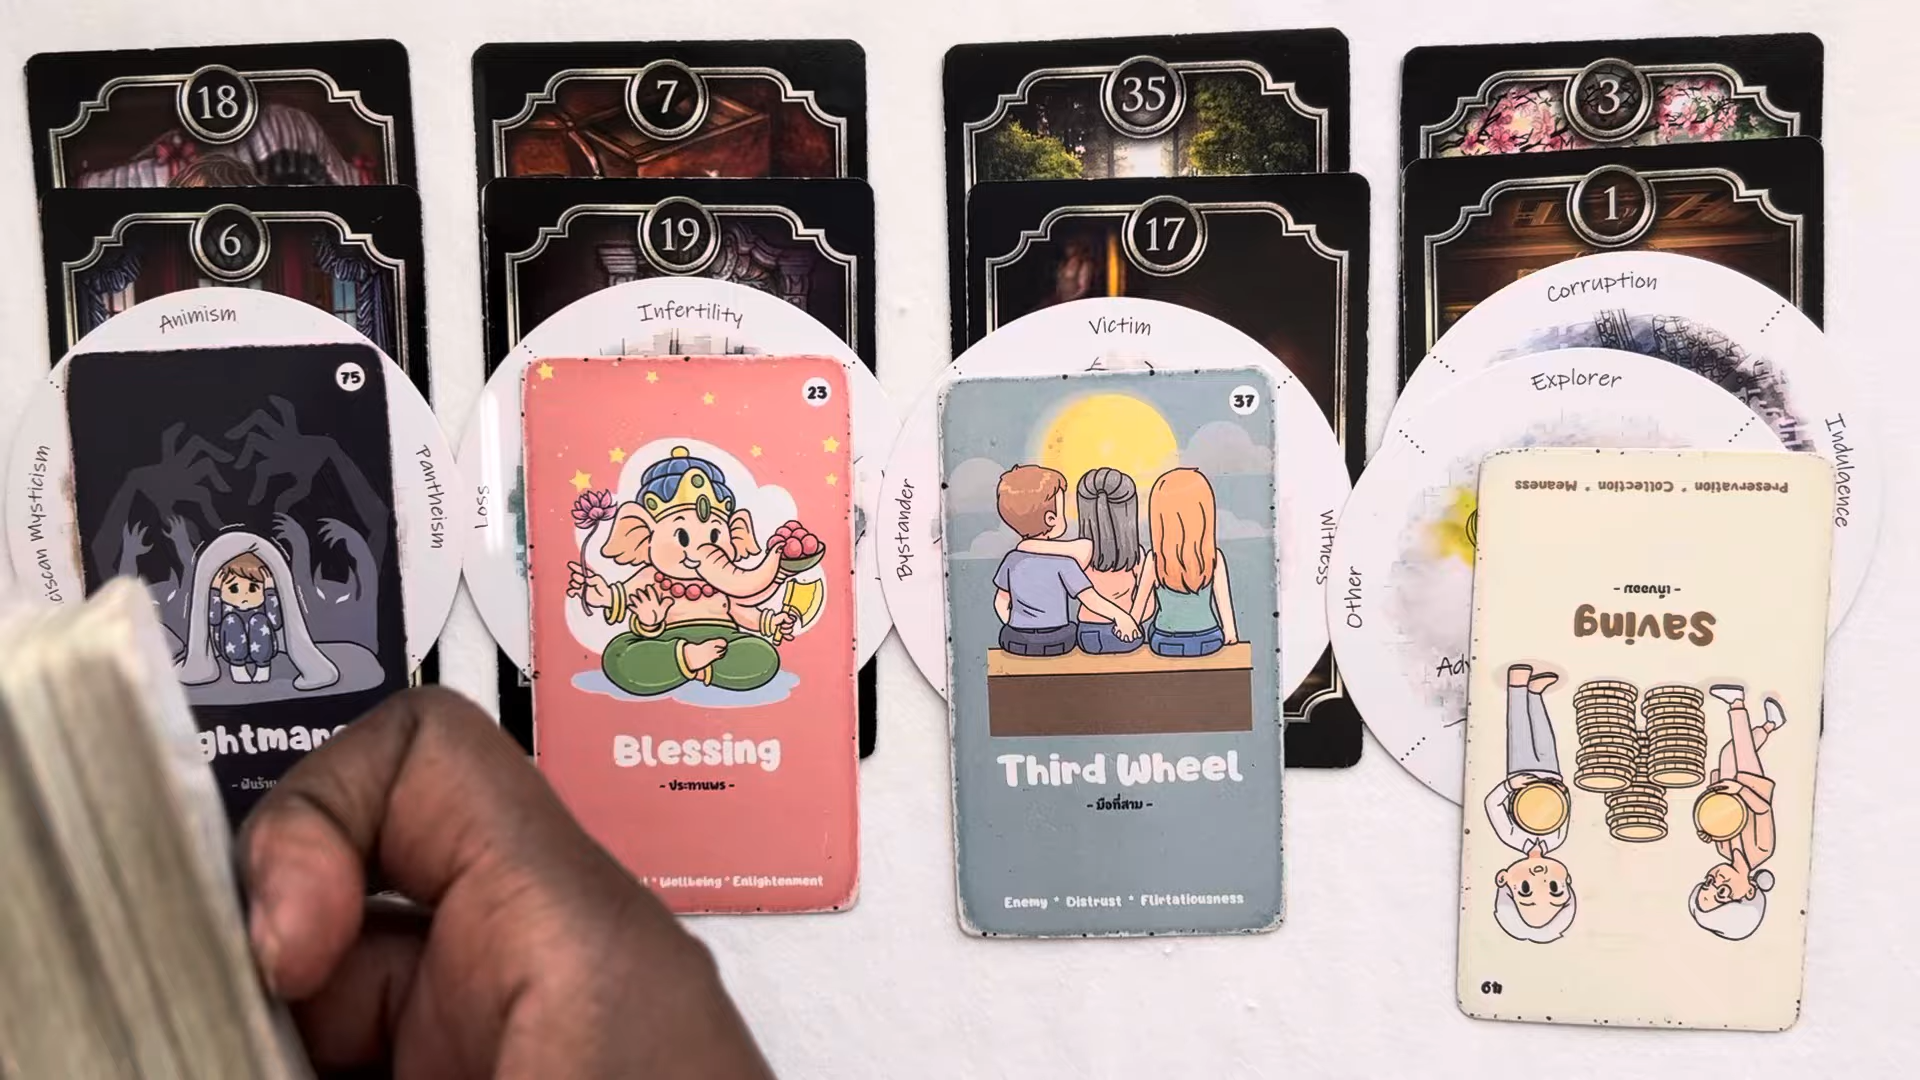 18
7
35
3
6
19
17
1
Animism
Infertility
Victim
Corruption
Pantheism
Mysticism
Loss
Bystander
Witness
Explorer
Indulgence
Other
75
23
37
Preservation * Collection * Meaness
- เก็บออม -
Saving
49
Blessing
- ประทานพร -
* Wellbeing * Enlightenment
Third Wheel
- มือที่สาม -
Enemy * Distrust * Flirtatiousness